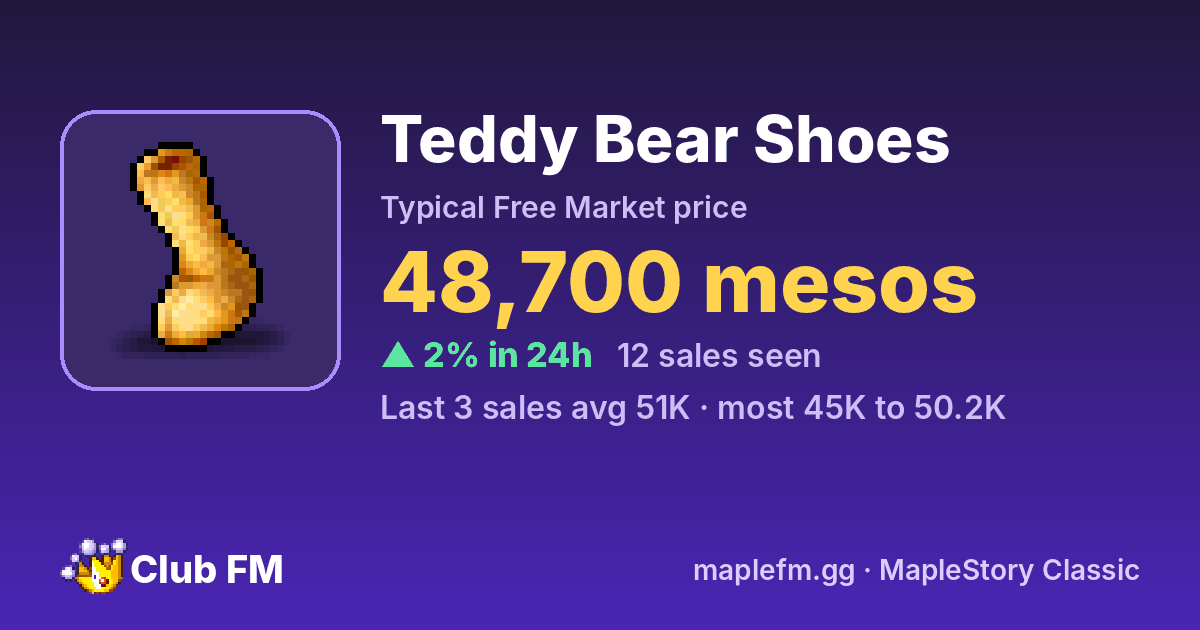 Teddy Bear Shoes
Typical Free Market price
48,700 mesos
▲ 2% in 24h 12 sales seen
Last 3 sales avg 51K · most 45K to 50.2K
Club FM
maplefm.gg · MapleStory Classic